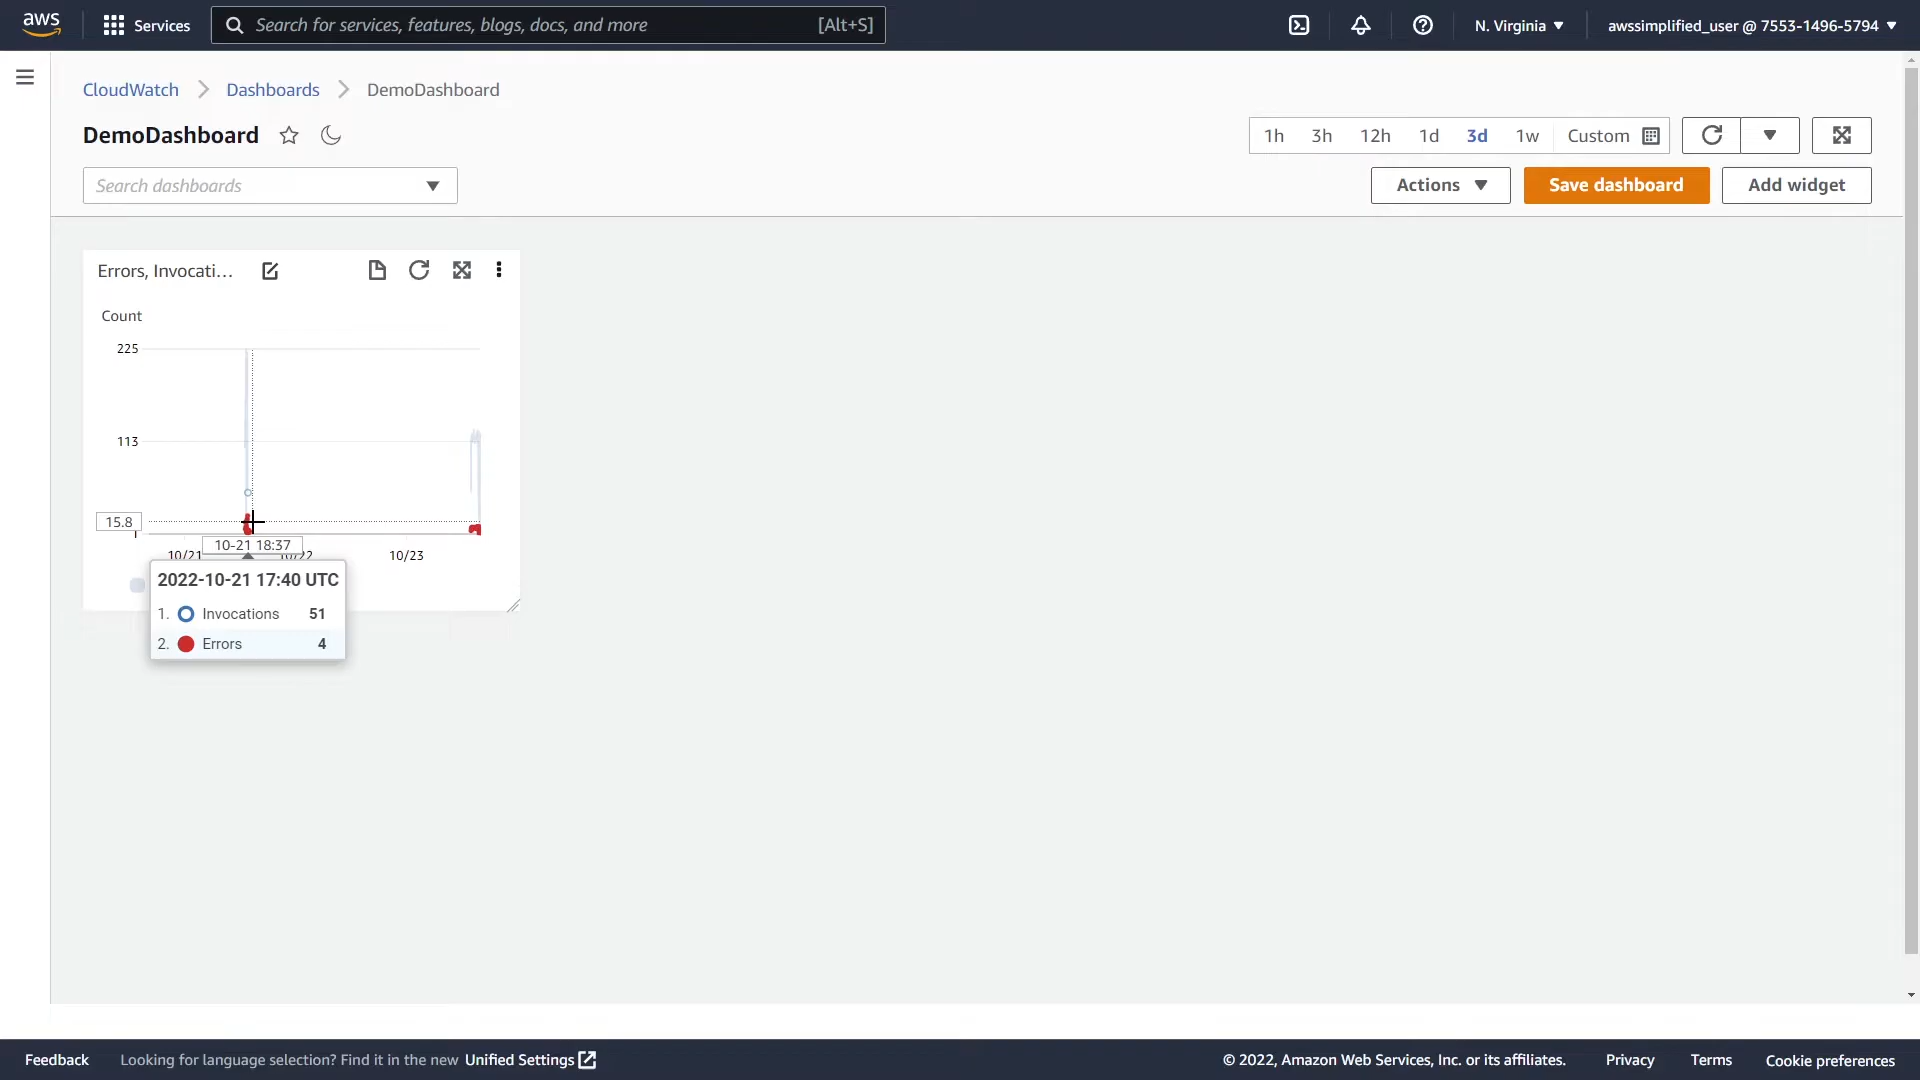 aws
Services
Search for services, features, blogs, docs, and more
[Alt+S]
N. Virginia
awssimplified_user @ 7553-1496-5794
CloudWatch
Dashboards
DemoDashboard
DemoDashboard
1h
3h
12h
1d
3d
1w
Custom
Search dashboards
Actions
Save dashboard
Add widget
Errors, Invocati...
Count
225
113
15.8
10-21 18:37
10/21
10/22
10/23
2022-10-21 17:40 UTC
1. Invocations 51
2. Errors 4
Feedback
Looking for language selection? Find it in the new Unified Settings
© 2022, Amazon Web Services, Inc. or its affiliates.
Privacy
Terms
Cookie preferences